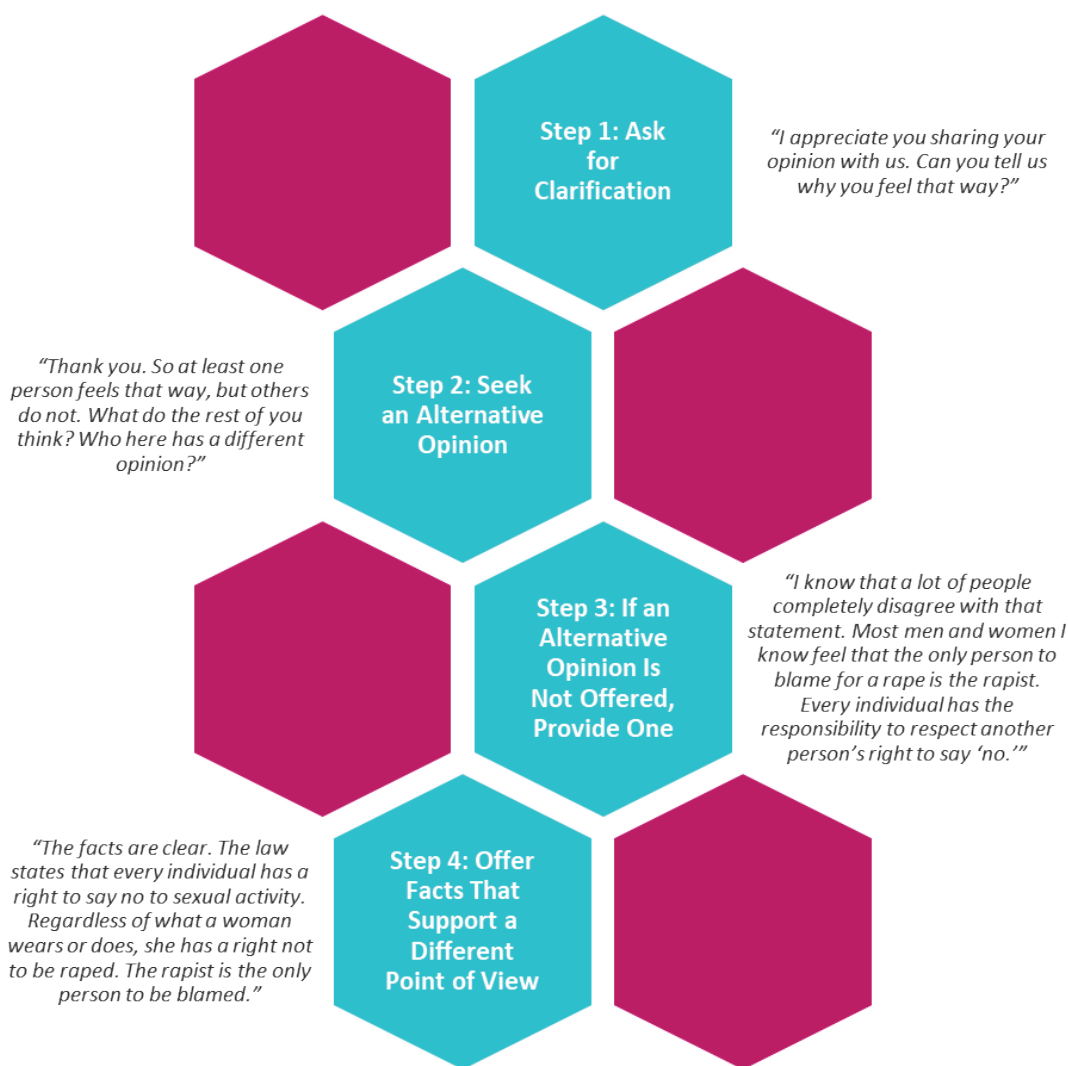 Step 1: Ask
for
Clarification
“I appreciate you sharing your
opinion with us. Can you tell us
why you feel that way?”
“Thank you. So at least one
person feels that way, but others
do not. What do the rest of you
think? Who here has a different
opinion?”
Step 2: Seek
an Alternative
Opinion
Step 3: If an
Alternative
Opinion Is
Not Offered,
Provide One
“I know that a lot of people
completely disagree with that
statement. Most men and women I
know feel that the only person to
blame for a rape is the rapist.
Every individual has the
responsibility to respect another
person’s right to say ‘no.’”
“The facts are clear. The law
states that every individual has a
right to say no to sexual activity.
Regardless of what a woman
wears or does, she has a right not
to be raped. The rapist is the only
person to be blamed.”
Step 4: Offer
Facts That
Support a
Different
Point of View